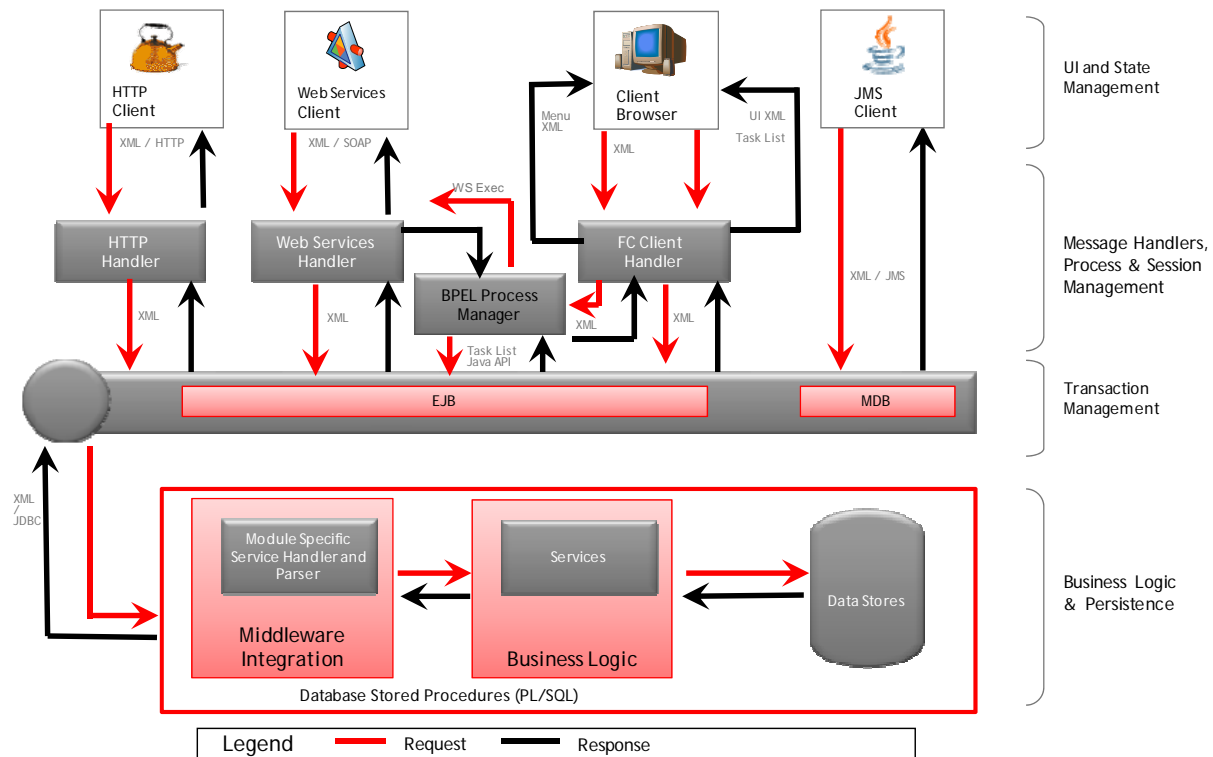 HTTP
Client
Web Services
Client
Client
Browser
JMS
Client
UI and State
Management
XML / HTTP
XML / SOAP
Menu
XML
XML
UI XML
Task List
WS Exec
HTTP
Handler
Web Services
Handler
FC Client
Handler
BPEL Process
Manager
XML / JMS
Message Handlers,
Process & Session
Management
XML
XML
XML
XML
Task List
Java API
EJB
MDB
Transaction
Management
XML
/
JDBC
Module Specific
Service Handler and
Parser
Services
Data Stores
Middleware
Integration
Business Logic
Business Logic
& Persistence
Database Stored Procedures (PL/SQL)
Legend
Request
Response